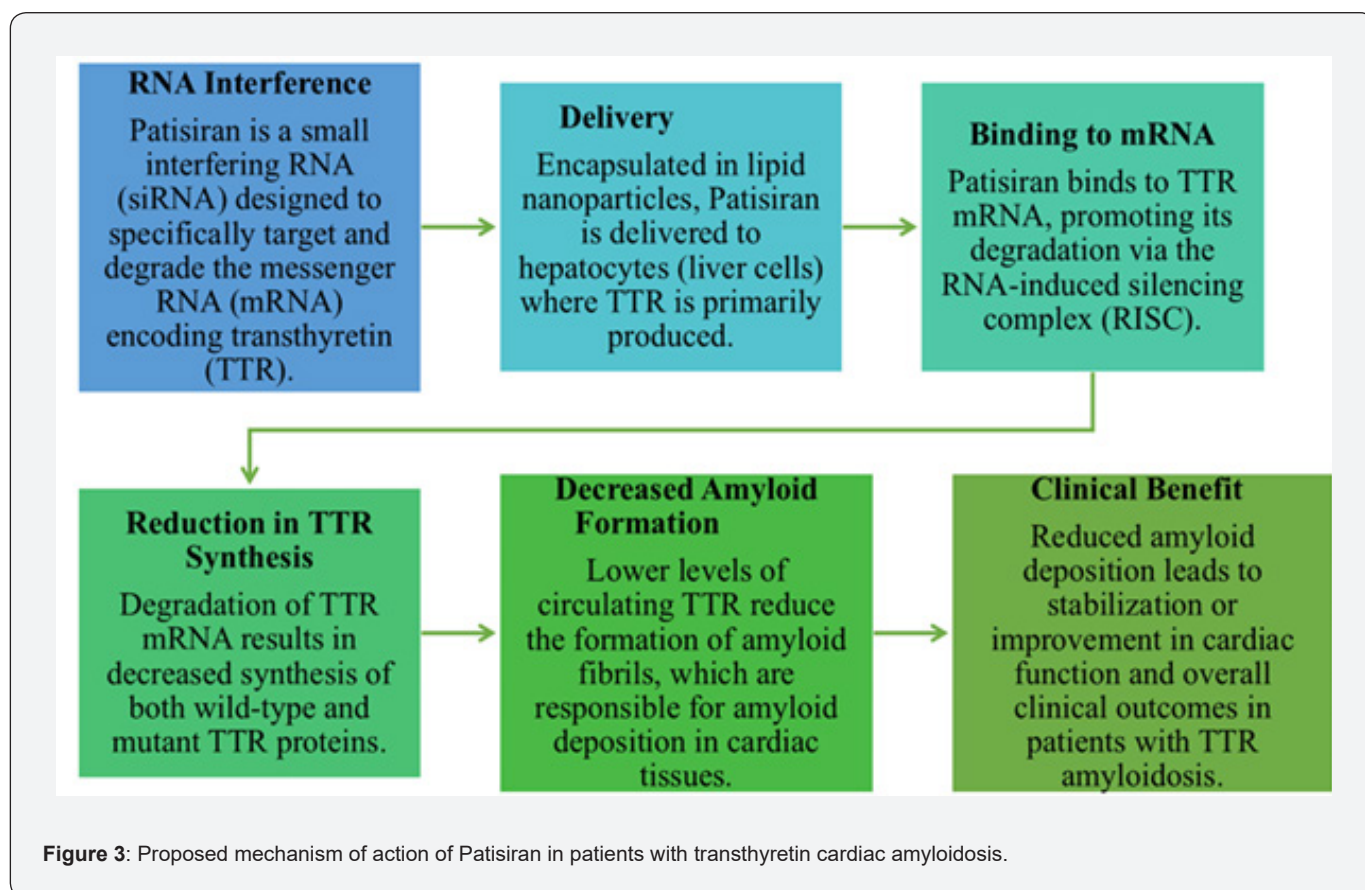 RNA Interference
Patisiran is a small
interfering RNA
(siRNA) designed to
specifically target and
degrade the messenger
RNA (mRNA)
encoding transthyretin
(TTR).
Delivery
Encapsulated in lipid
nanoparticles, Patisiran
is delivered to
hepatocytes (liver cells)
where TTR is primarily
produced.
Binding to mRNA
Patisiran binds to TTR
mRNA, promoting its
degradation via the
RNA-induced silencing
complex (RISC).
Reduction in TTR
Synthesis
Degradation of TTR
mRNA results in
decreased synthesis of
both wild-type and
mutant TTR proteins.
Decreased Amyloid
Formation
Lower levels of
circulating TTR reduce
the formation of amyloid
fibrils, which are
responsible for amyloid
deposition in cardiac
tissues.
Clinical Benefit
Reduced amyloid
deposition leads to
stabilization or
improvement in cardiac
function and overall
clinical outcomes in
patients with TTR
amyloidosis.
Figure 3: Proposed mechanism of action of Patisiran in patients with transthyretin cardiac amyloidosis.